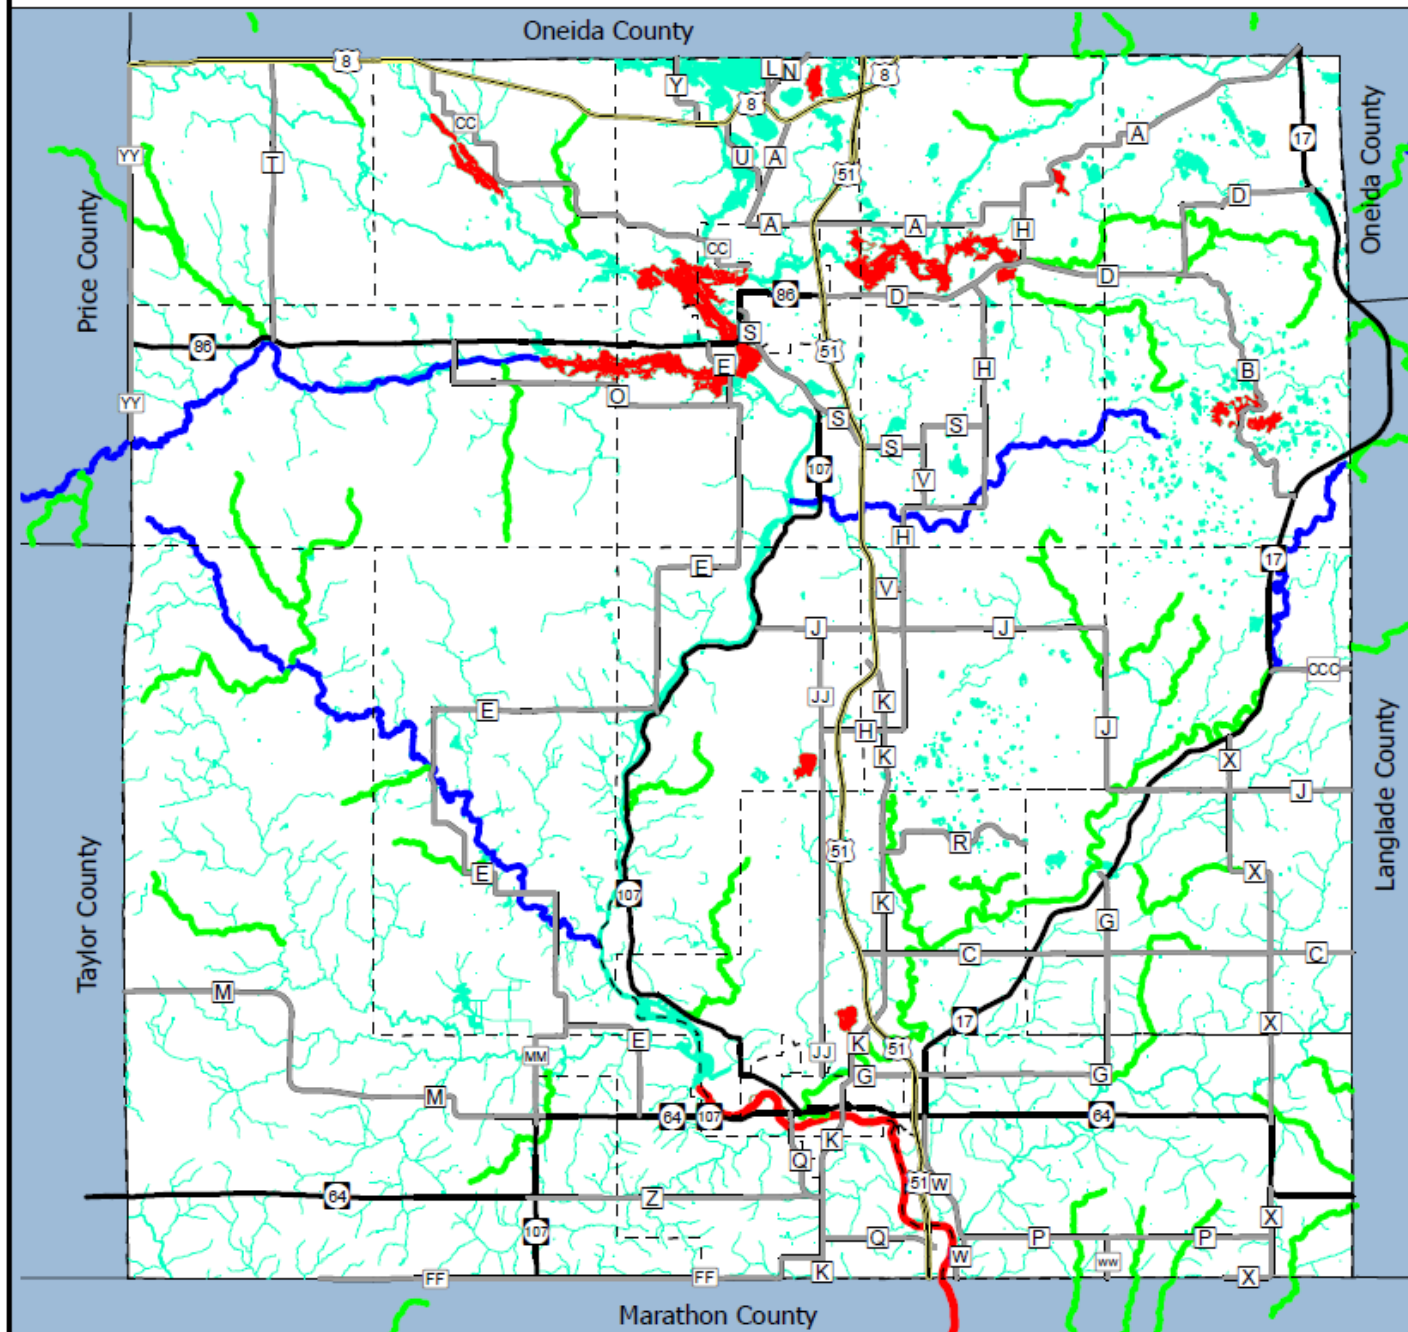 Oneida County
8
Y
L
N
8
8
CC
17
A
YY
T
U
A
51
Oneida County
D
Price County
A
A
H
CC
D
86
D
S
86
51
E
H
B
YY
O
S
S
S
107
V
H
E
V
17
J
J
CCC
JJ
K
E
H
J
K
X
Langlade County
J
R
51
E
X
107
K
G
Taylor County
C
C
M
17
X
E
K
51
MM
JJ
G
G
M
64
107
64
K
Q
51
W
64
Z
X
107
Q
P
P
W
WW
FF
FF
K
X
Marathon County